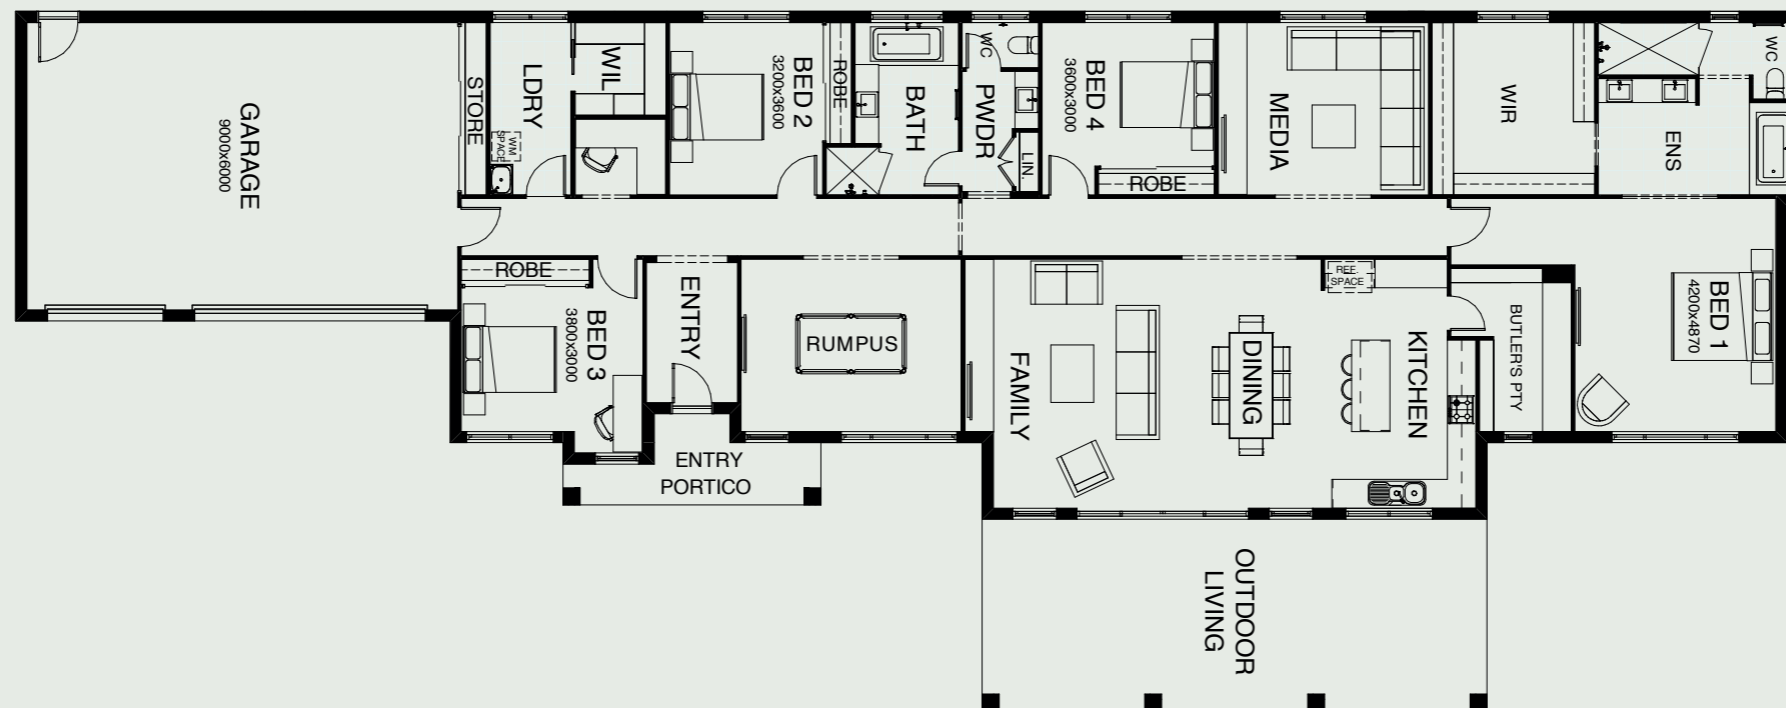 GARAGE
9000x6000
STORE
LDRY
WM
SPACE
WIL
BED 2
3200x3600
ROBE
BATH
WC
PWDR
LIN.
BED 4
3600x3000
ROBE
MEDIA
WIR
ENS
WC
ROBE
BED 3
3800x3000
ENTRY
RUMPUS
FAMILY
DINING
REF.
SPACE
KITCHEN
BUTLER'S PTY
BED 1
4200x4870
ENTRY
PORTICO
OUTDOOR
LIVING